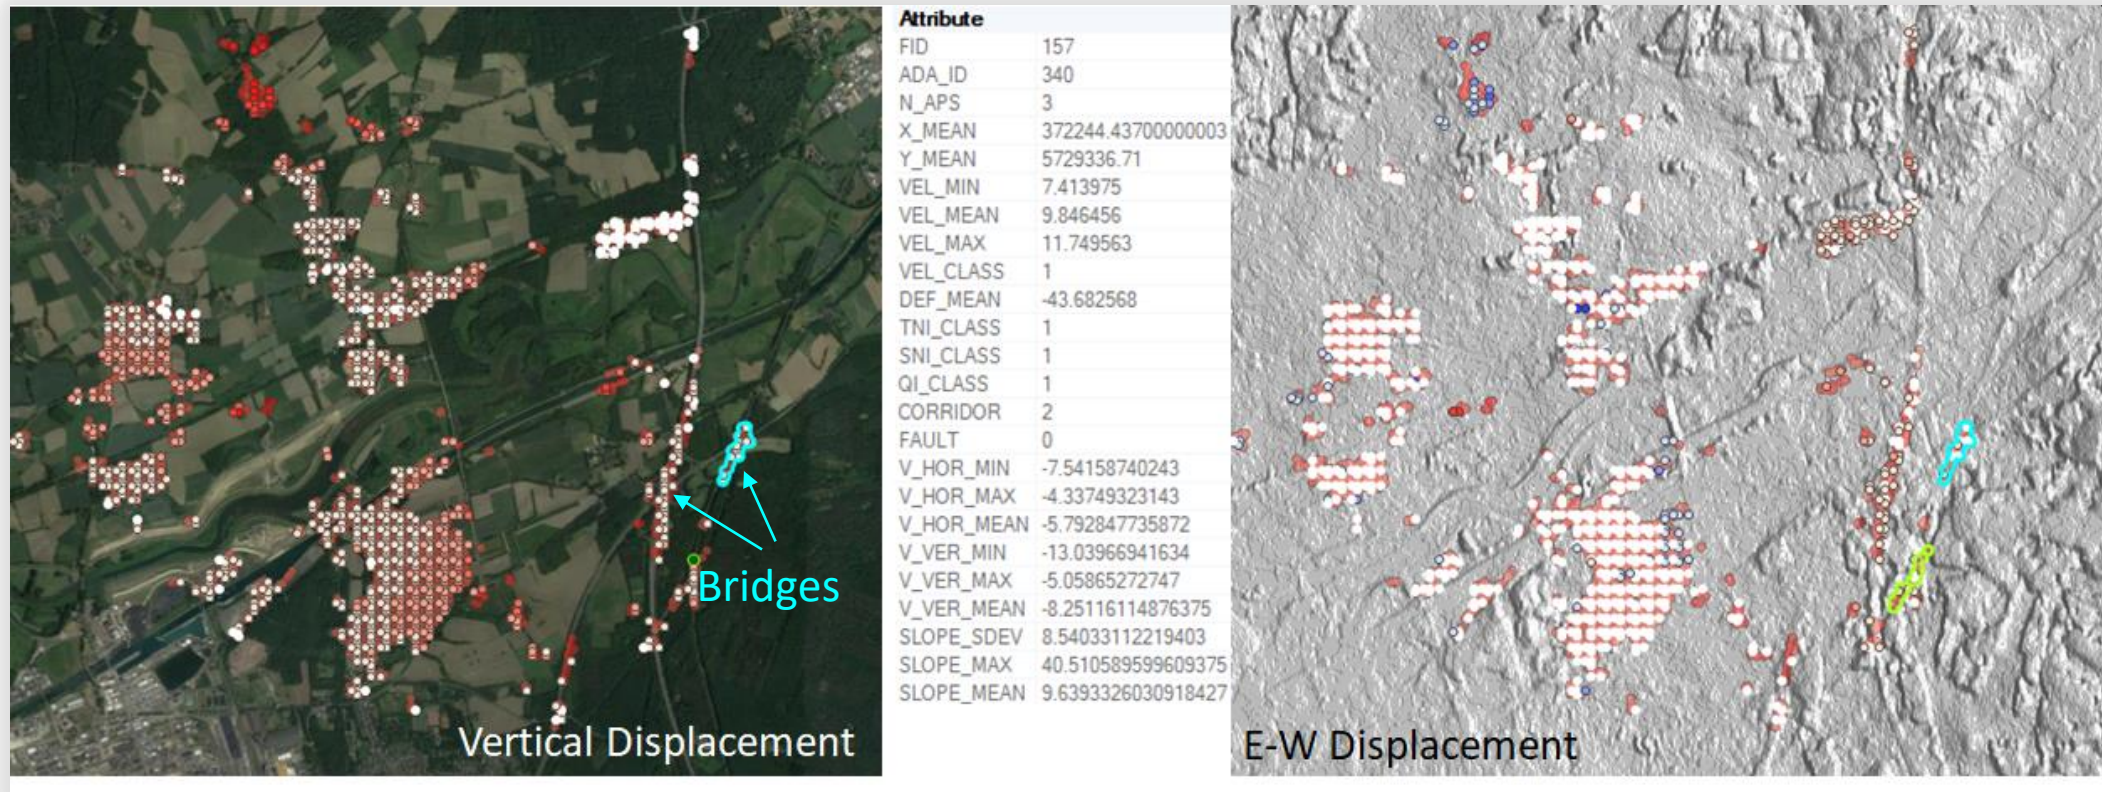 Attribute
FID 157
ADA_ID 340
N_APS 3
X_MEAN 372244.43700000003
Y_MEAN 5729336.71
VEL_MIN 7.413975
VEL_MEAN 9.846456
VEL_MAX 11.749563
VEL_CLASS 1
DEF_MEAN -43.682568
TNI_CLASS 1
SNI_CLASS 1
QI_CLASS 1
CORRIDOR 2
FAULT 0
V_HOR_MIN -7.54158740243
V_HOR_MAX -4.33749323143
V_HOR_MEAN -5.792847735872
V_VER_MIN -13.03966941634
V_VER_MAX -5.05865272747
V_VER_MEAN -8.25116114876375
SLOPE_SDEV 8.54033112219403
SLOPE_MAX 40.510589599609375
SLOPE_MEAN 9.6393326030918427
Bridges
Vertical Displacement
E-W Displacement